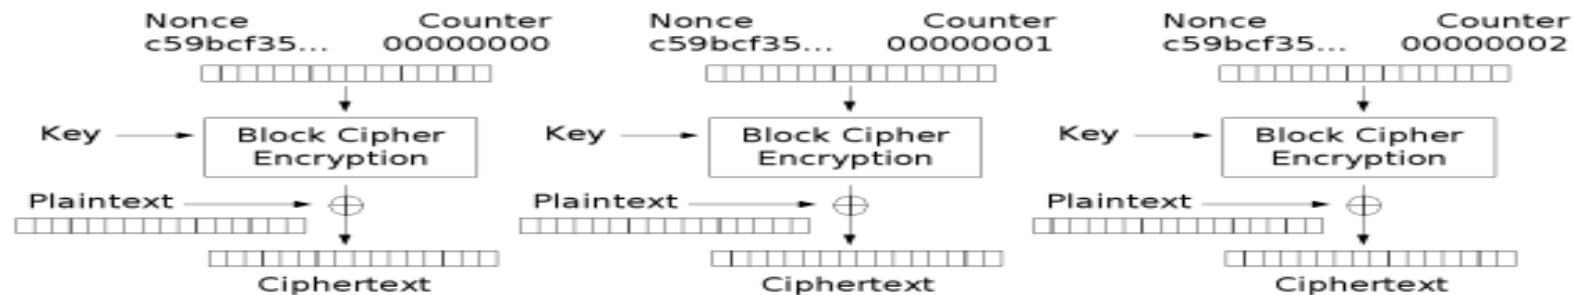 Nonce Counter Nonce Counter Nonce Counter
c59bcf35... 00000000 c59bcf35... 00000001 c59bcf35... 00000002
Key Block Cipher Encryption Key Block Cipher Encryption Key Block Cipher Encryption
Plaintext Plaintext Plaintext
Ciphertext Ciphertext Ciphertext